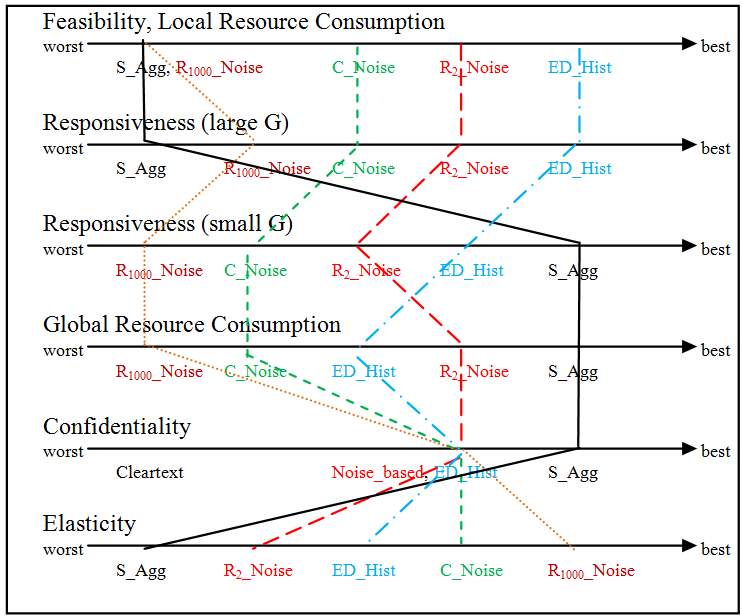 Feasibility, Local Resource Consumption
worst best
S_Agg, R1000_Noise C_Noise R2_Noise ED_Hist
Responsiveness (large G)
worst best
S_Agg R1000_Noise C_Noise R2_Noise ED_Hist
Responsiveness (small G)
worst best
R1000_Noise C_Noise R2_Noise ED_Hist S_Agg
Global Resource Consumption
worst best
R1000_Noise C_Noise ED_Hist R2_Noise S_Agg
Confidentiality
worst best
Cleartext Noise_based, ED_Hist S_Agg
Elasticity
worst best
S_Agg R2_Noise ED_Hist C_Noise R1000_Noise